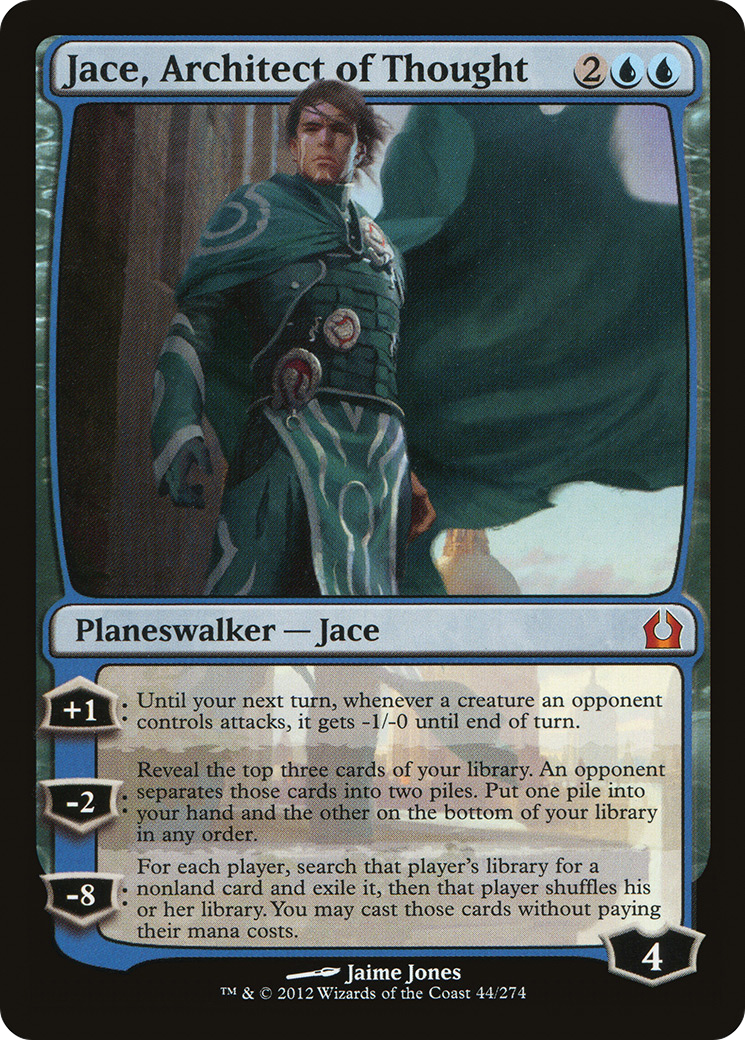 Jace, Architect of Thought 2
Planeswalker — Jace
+1: Until your next turn, whenever a creature an opponent
controls attacks, it gets -1/-0 until end of turn.
-2: Reveal the top three cards of your library. An opponent
separates those cards into two piles. Put one pile into
your hand and the other on the bottom of your library
in any order.
-8: For each player, search that player's library for a
nonland card and exile it, then that player shuffles his
or her library. You may cast those cards without paying
their mana costs.
4
Jaime Jones
™ & © 2012 Wizards of the Coast 44/274